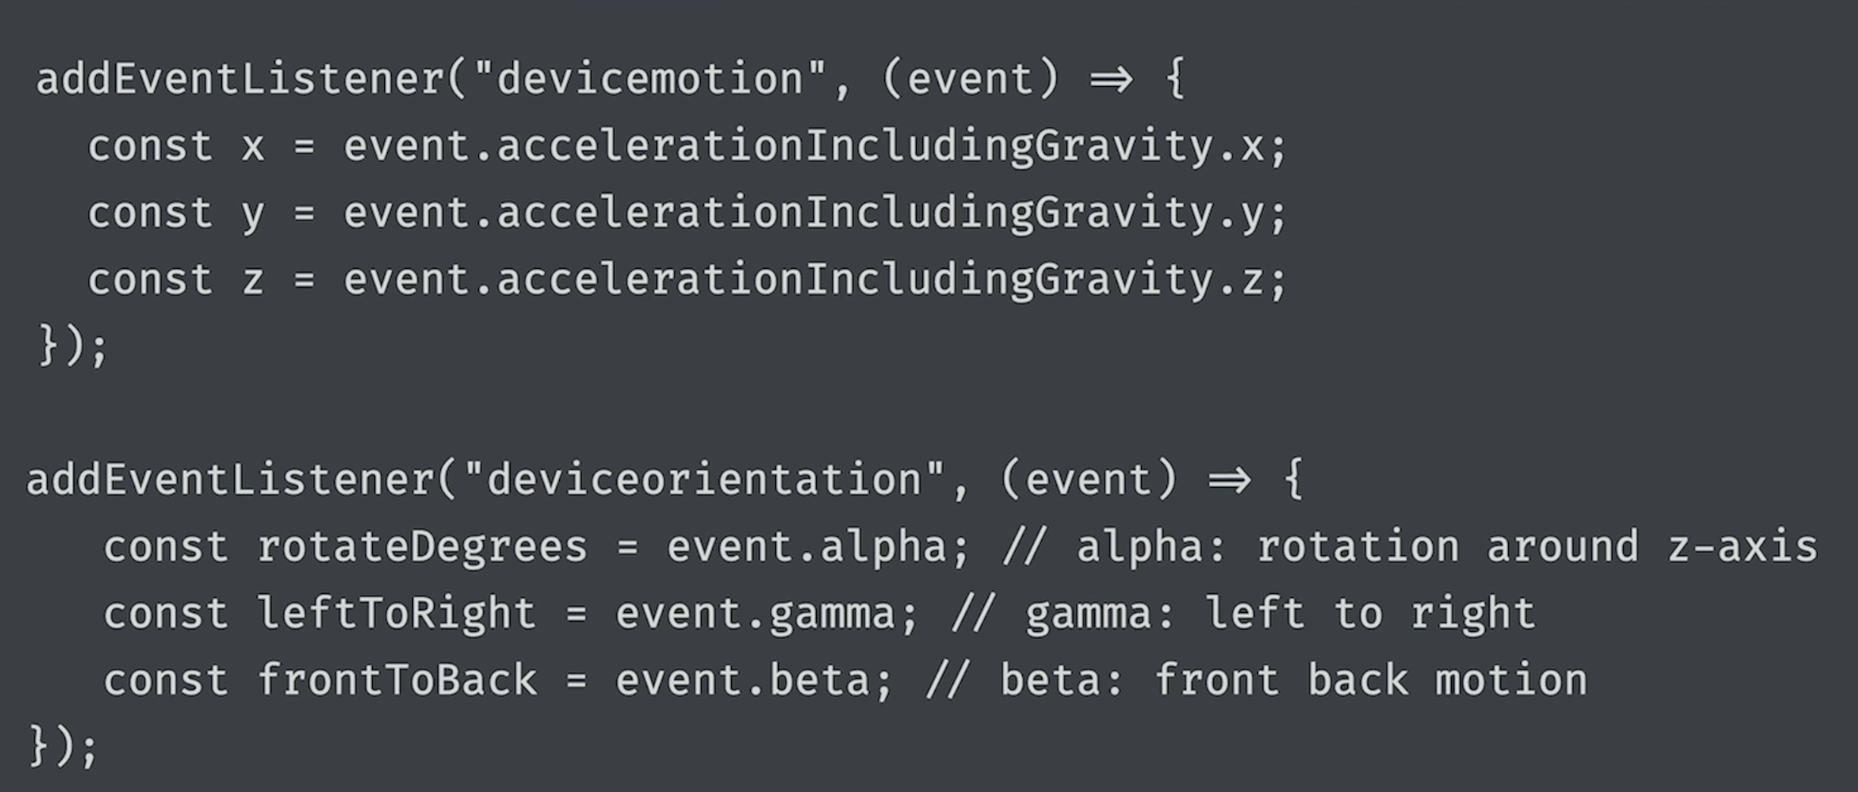 addEventListener("devicemotion", (event) => {
  const x = event.accelerationIncludingGravity.x;
  const y = event.accelerationIncludingGravity.y;
  const z = event.accelerationIncludingGravity.z;
});

addEventListener("deviceorientation", (event) => {
   const rotateDegrees = event.alpha; // alpha: rotation around z-axis
   const leftToRight = event.gamma; // gamma: left to right
   const frontToBack = event.beta; // beta: front back motion
});